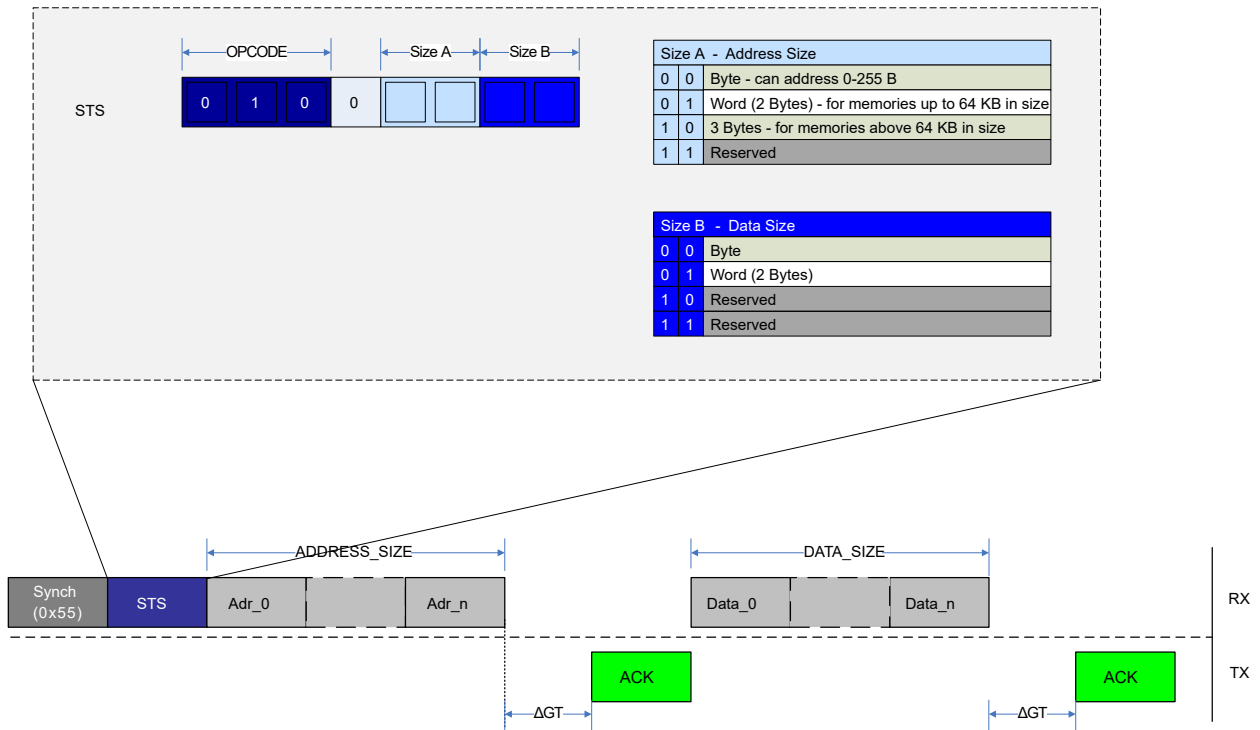 OPCODE Size A Size B
STS 0 1 0 0
Size A - Address Size
0 0 Byte - can address 0-255 B
0 1 Word (2 Bytes) - for memories up to 64 KB in size
1 0 3 Bytes - for memories above 64 KB in size
1 1 Reserved
Size B - Data Size
0 0 Byte
0 1 Word (2 Bytes)
1 0 Reserved
1 1 Reserved
ADDRESS_SIZE DATA_SIZE
Synch
(0x55) STS Adr_0 Adr_n Data_0 Data_n RX
ACK ACK TX
ΔGT ΔGT